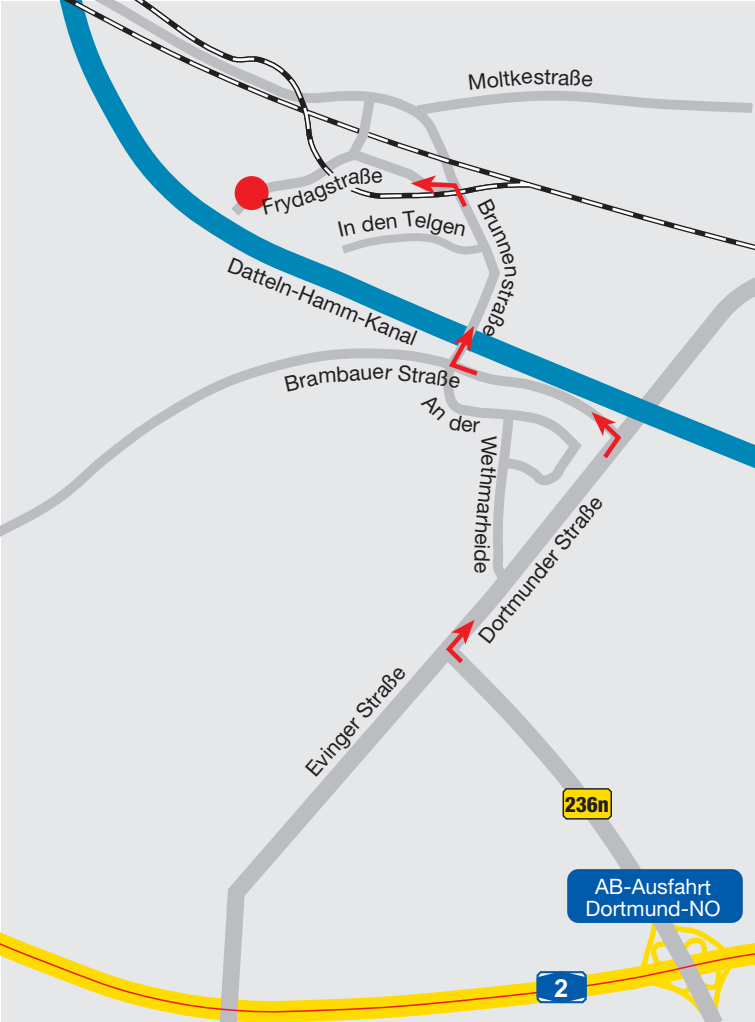 Moltkestraße
Frydagstraße
In den Telgen
Brunnenstraße
Datteln-Hamm-Kanal
Brambauer Straße
An der
Wethmarheide
Dortmunder Straße
Evinger Straße
236n
AB-Ausfahrt
Dortmund-NO
2